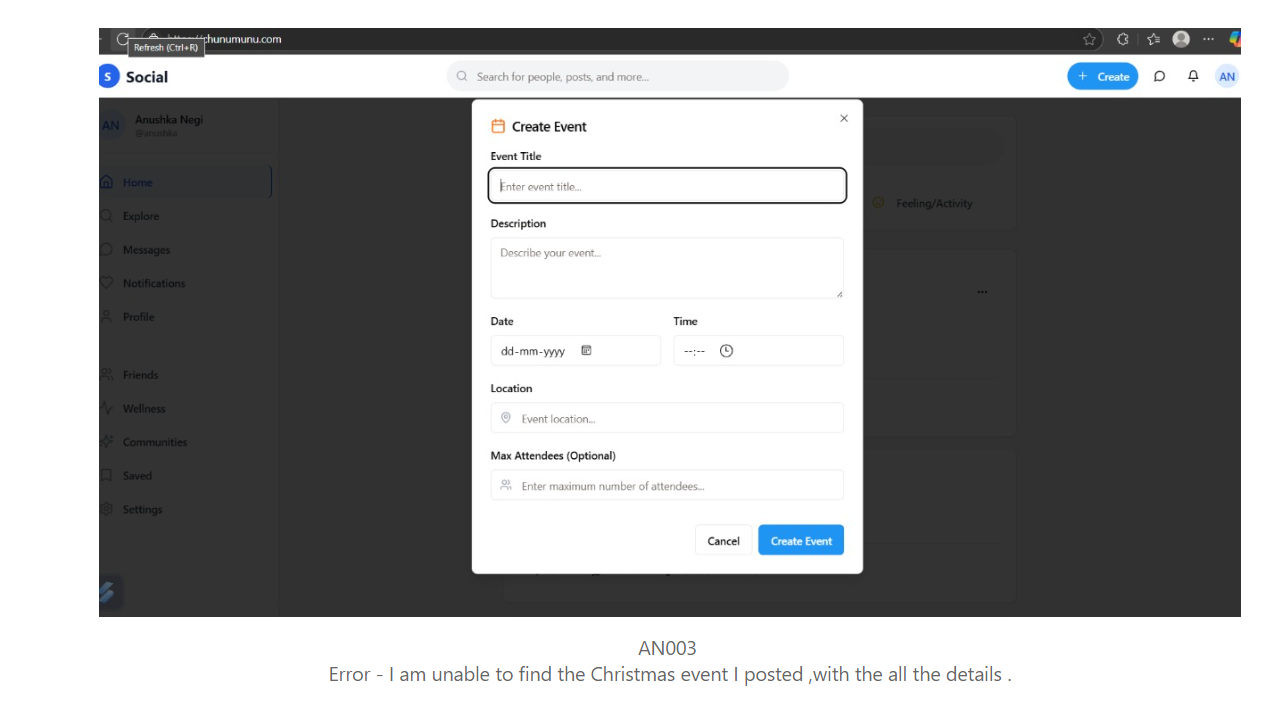 chunumunu.com
Refresh (Ctrl+R)
S Social
Search for people, posts, and more...
+ Create
AN
AN
Anushka Negi
@anushka
Home
Explore
Messages
Notifications
Profile
Friends
Wellness
Communities
Saved
Settings
Feeling/Activity
Create Event
Event Title
Enter event title...
Description
Describe your event...
Date
Time
dd-mm-yyyy
--:--
Location
Event location...
Max Attendees (Optional)
Enter maximum number of attendees...
Cancel
Create Event
AN003
Error - I am unable to find the Christmas event I posted ,with the all the details .